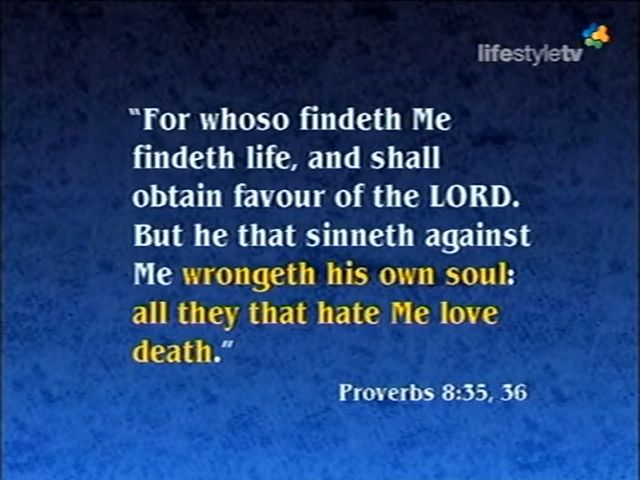 lifestyletv
“For whoso findeth Me
findeth life, and shall
obtain favour of the LORD.
But he that sinneth against
Me wrongeth his own soul:
all they that hate Me love
death.”
Proverbs 8:35, 36